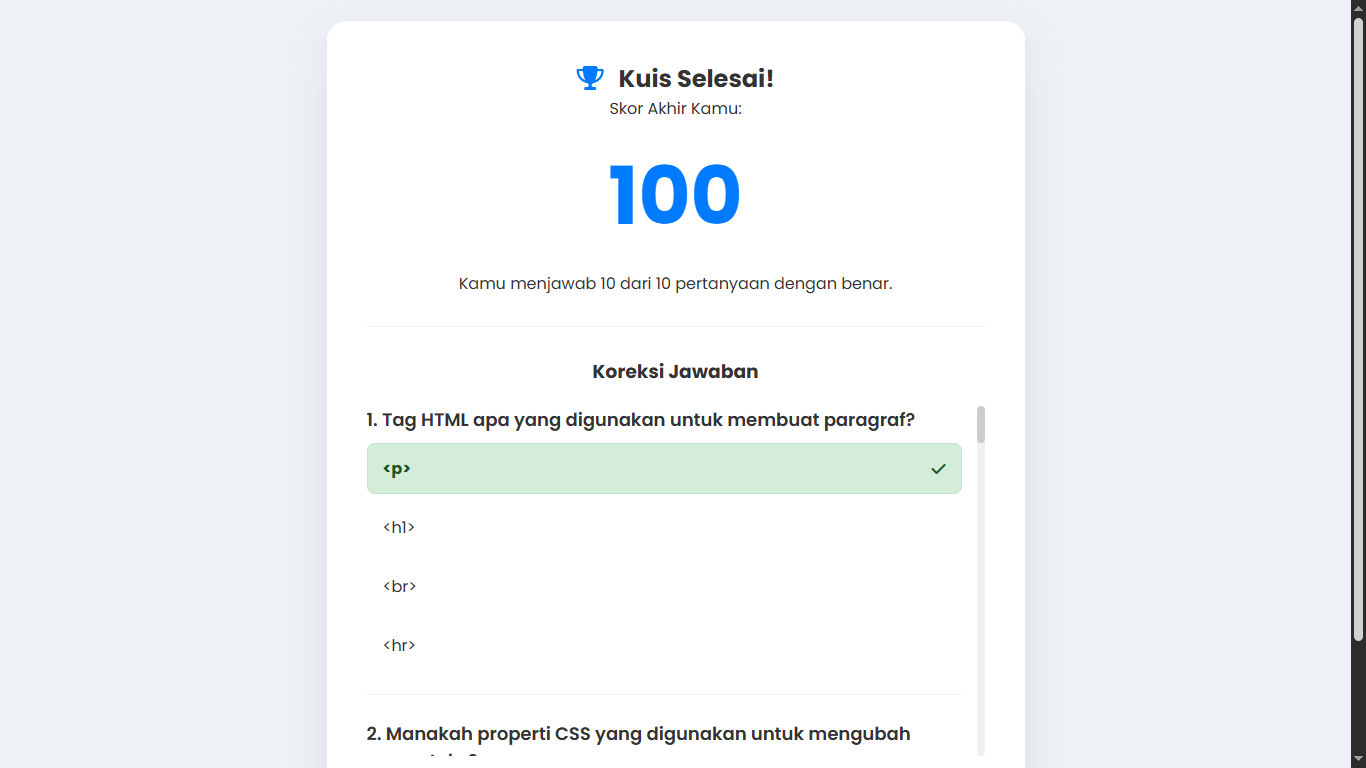 Kuis Selesai!
Skor Akhir Kamu:
100
Kamu menjawab 10 dari 10 pertanyaan dengan benar.
Koreksi Jawaban
1. Tag HTML apa yang digunakan untuk membuat paragraf?
<p>
<h1>
<br>
<hr>
2. Manakah properti CSS yang digunakan untuk mengubah